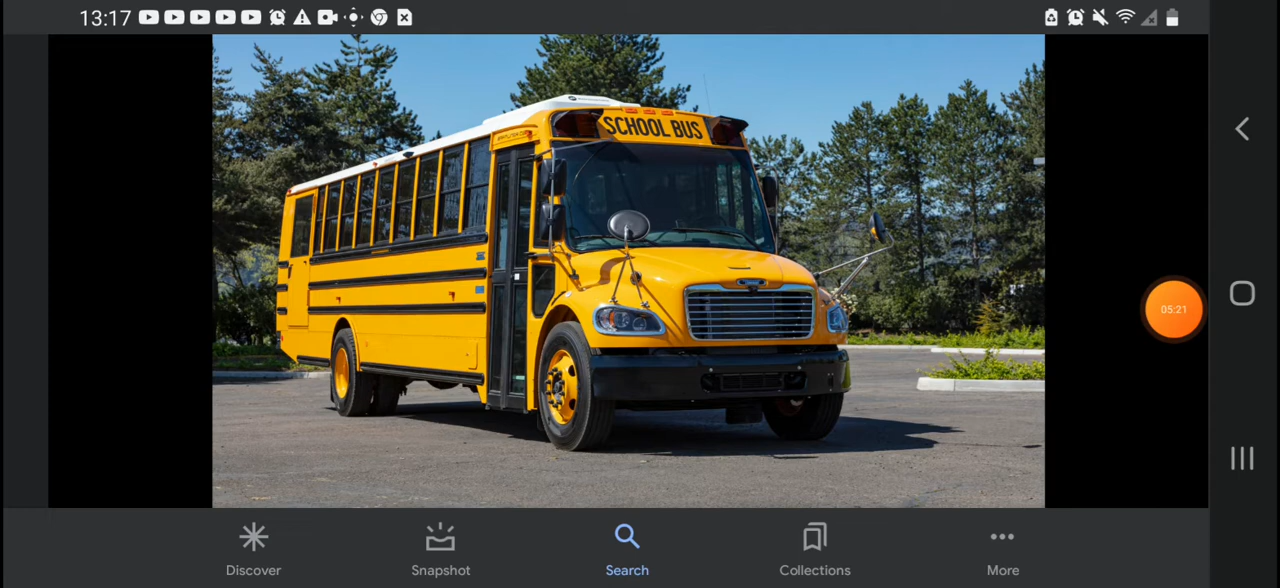 13:17
SCHOOL BUS
05:21
Discover
Snapshot
Search
Collections
More